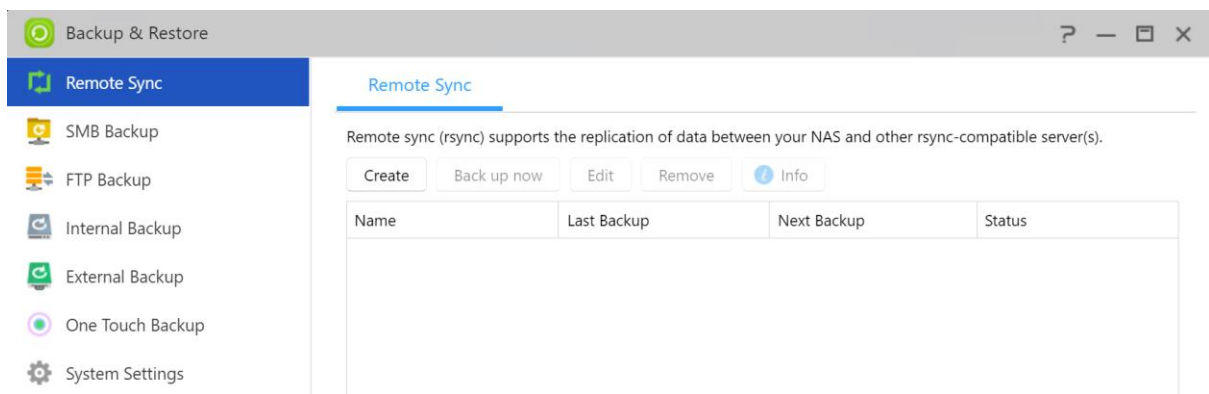 Backup & Restore
Remote Sync
SMB Backup
FTP Backup
Internal Backup
External Backup
One Touch Backup
System Settings
Remote Sync
Remote sync (rsync) supports the replication of data between your NAS and other rsync-compatible server(s).
Create Back up now Edit Remove i Info
Name Last Backup Next Backup Status